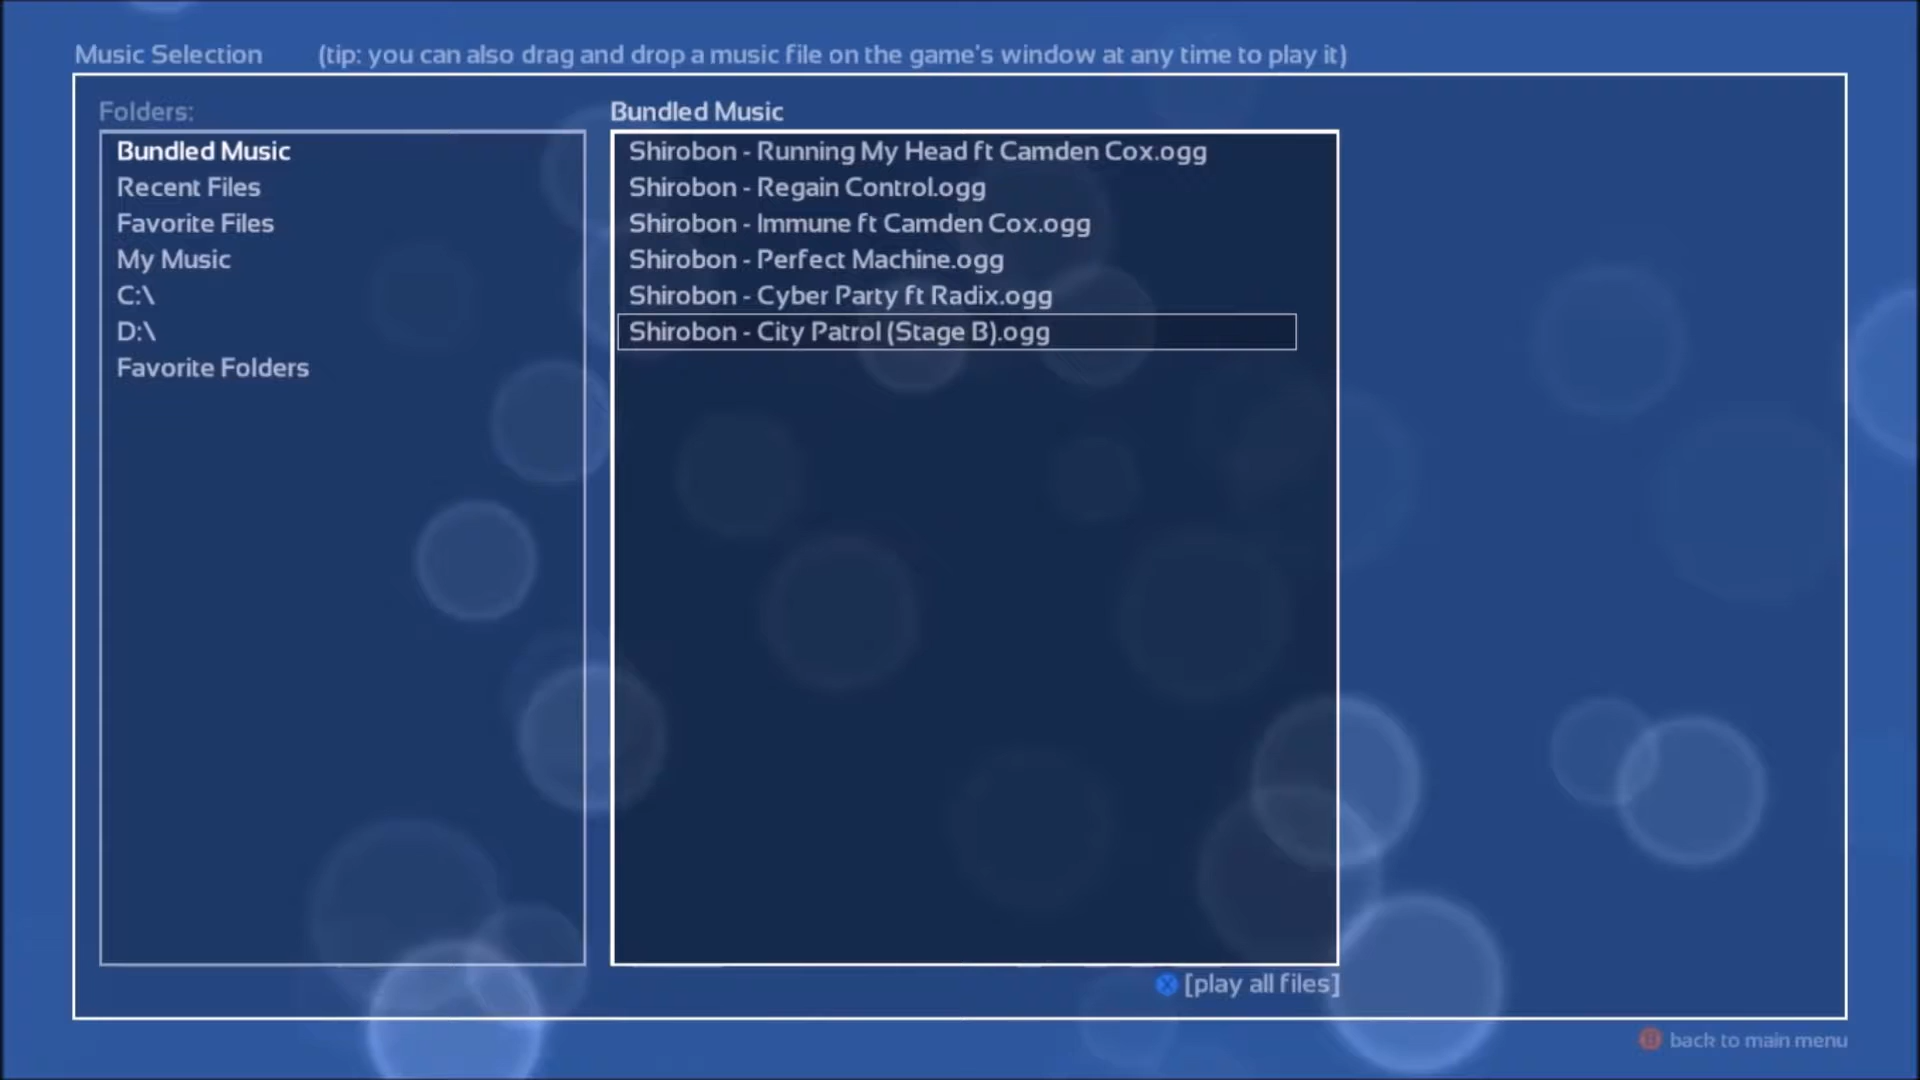 Music Selection (tip: you can also drag and drop a music file on the game's window at any time to play it)
Folders:
Bundled Music
Recent Files
Favorite Files
My Music
C:\
D:\
Favorite Folders
Bundled Music
Shirobon - Running My Head ft Camden Cox.ogg
Shirobon - Regain Control.ogg
Shirobon - Immune ft Camden Cox.ogg
Shirobon - Perfect Machine.ogg
Shirobon - Cyber Party ft Radix.ogg
Shirobon - City Patrol (Stage B).ogg
X [play all files]
B back to main menu